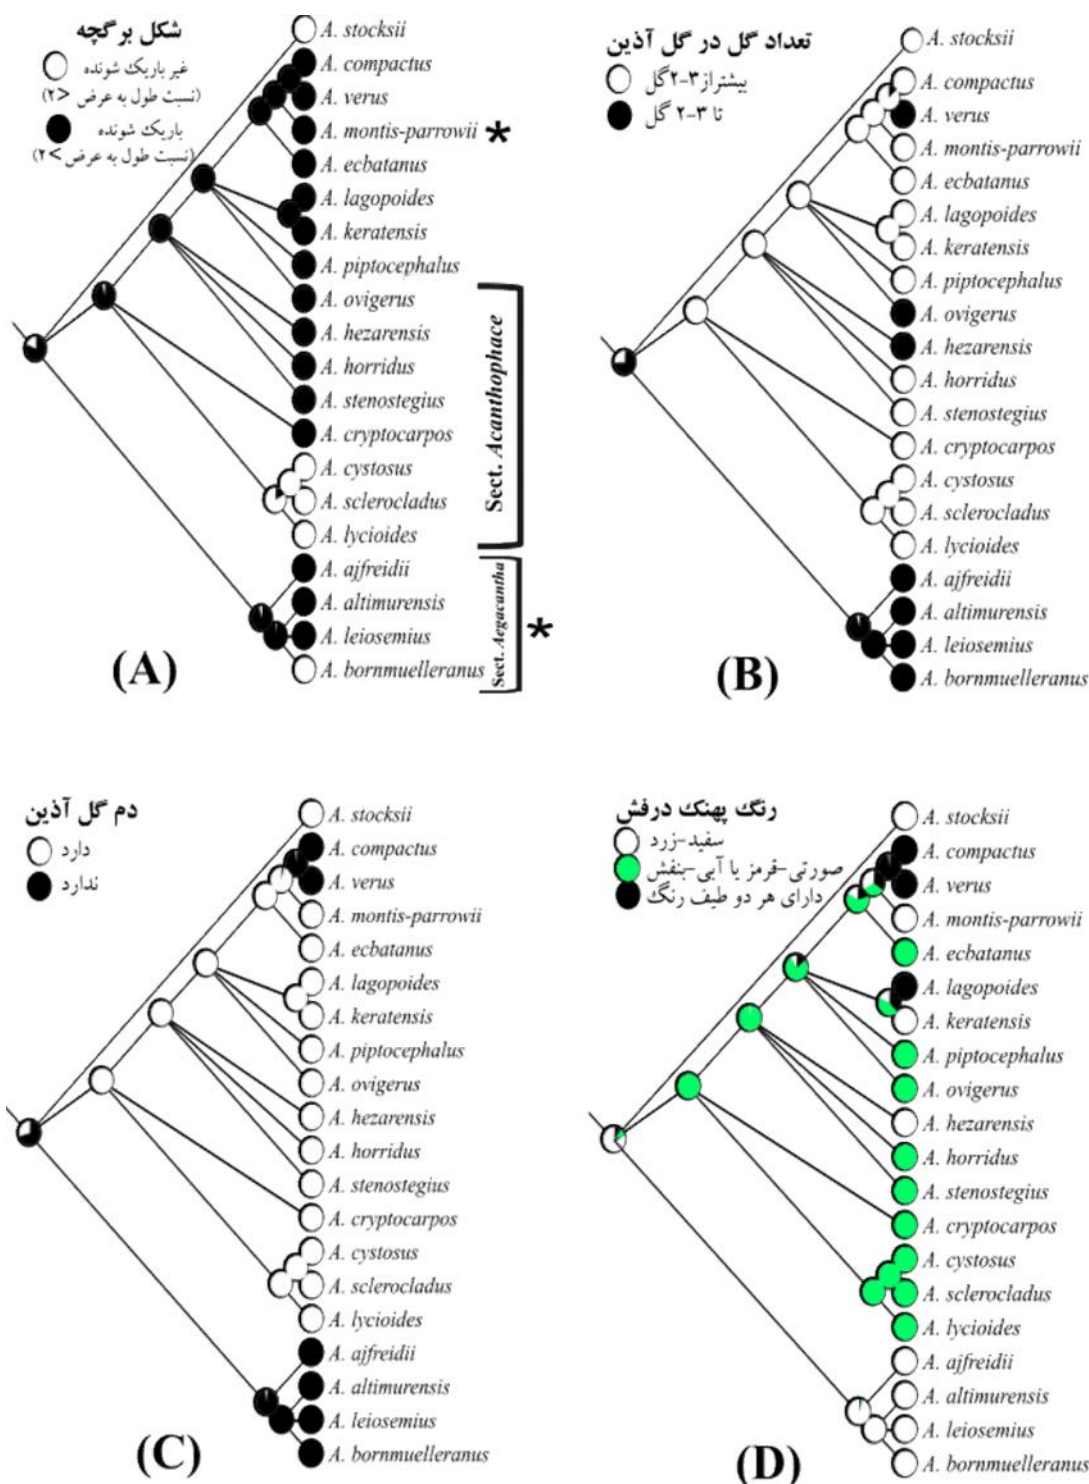 شکل برگچه
غیر باریک شونده
(نسبت طول به عرض >۲)
باریک شونده
(نسبت طول به عرض <۲)
A. stocksii
A. compactus
A. verus
A. montis-parrowii *
A. ecbatanus
A. lagopoides
A. keratensis
A. piptocephalus
A. ovigerus
A. hezarensis
A. horridus
A. stenostegius
A. cryptocarpos
A. cystosus
A. sclerocladus
A. lycioides
A. ajfreidii
A. altimurensis
A. leiosemius
A. bornmuelleranus
Sect. Acanthophace
Sect. Aegacantha *
(A)
تعداد گل در گل آذین
بیشتراز ۳-۲گل
تا ۳-۲ گل
A. stocksii
A. compactus
A. verus
A. montis-parrowii
A. ecbatanus
A. lagopoides
A. keratensis
A. piptocephalus
A. ovigerus
A. hezarensis
A. horridus
A. stenostegius
A. cryptocarpos
A. cystosus
A. sclerocladus
A. lycioides
A. ajfreidii
A. altimurensis
A. leiosemius
A. bornmuelleranus
(B)
دم گل آذین
دارد
ندارد
A. stocksii
A. compactus
A. verus
A. montis-parrowii
A. ecbatanus
A. lagopoides
A. keratensis
A. piptocephalus
A. ovigerus
A. hezarensis
A. horridus
A. stenostegius
A. cryptocarpos
A. cystosus
A. sclerocladus
A. lycioides
A. ajfreidii
A. altimurensis
A. leiosemius
A. bornmuelleranus
(C)
رنگ پهنک درفش
سفید-زرد
صورتی-قرمز یا آبی-بنفش
دارای هر دو طیف رنگ
A. stocksii
A. compactus
A. verus
A. montis-parrowii
A. ecbatanus
A. lagopoides
A. keratensis
A. piptocephalus
A. ovigerus
A. hezarensis
A. horridus
A. stenostegius
A. cryptocarpos
A. cystosus
A. sclerocladus
A. lycioides
A. ajfreidii
A. altimurensis
A. leiosemius
A. bornmuelleranus
(D)